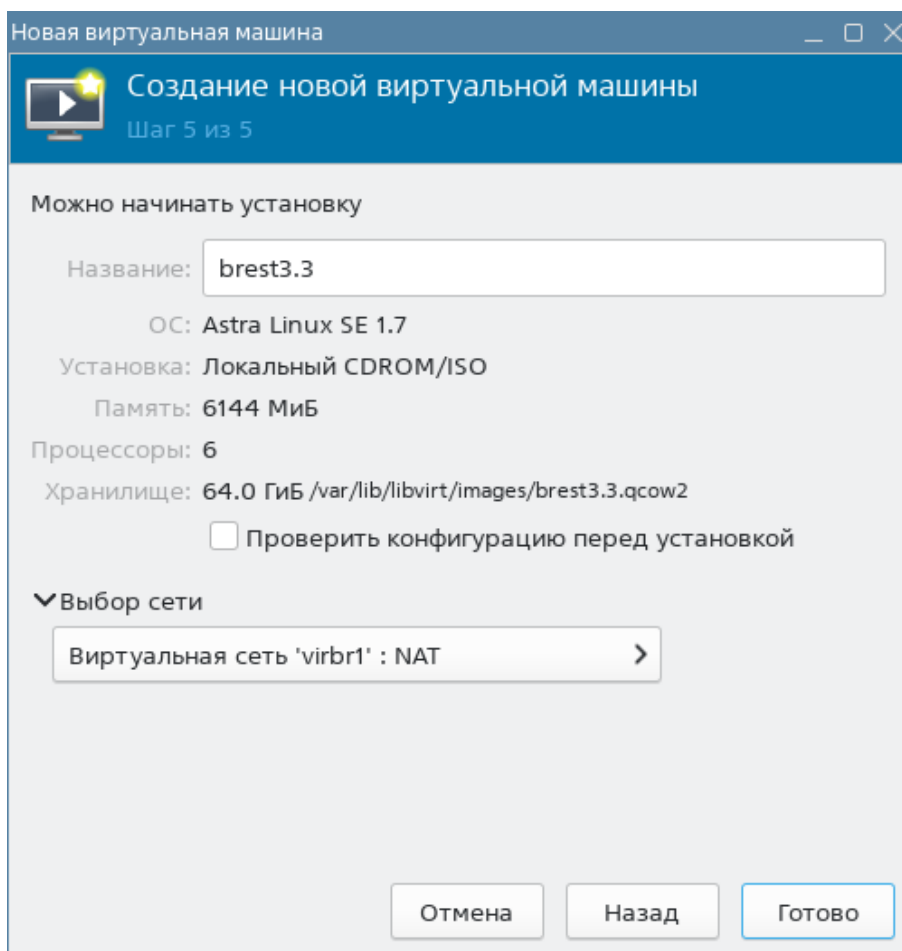 Новая виртуальная машина
Создание новой виртуальной машины
Шаг 5 из 5
Можно начинать установку
Название: brest3.3
ОС: Astra Linux SE 1.7
Установка: Локальный CDROM/ISO
Память: 6144 МиБ
Процессоры: 6
Хранилище: 64.0 ГиБ /var/lib/libvirt/images/brest3.3.qcow2
Проверить конфигурацию перед установкой
Выбор сети
Виртуальная сеть 'virbr1' : NAT
Отмена Назад Готово